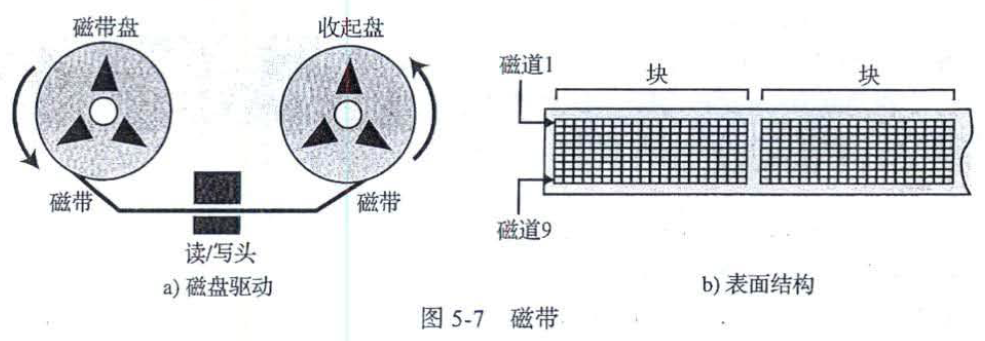 磁带盘
收起盘
磁带
磁带
读/写头
a) 磁盘驱动
磁道1
块
块
磁道9
b) 表面结构
图 5-7 磁带